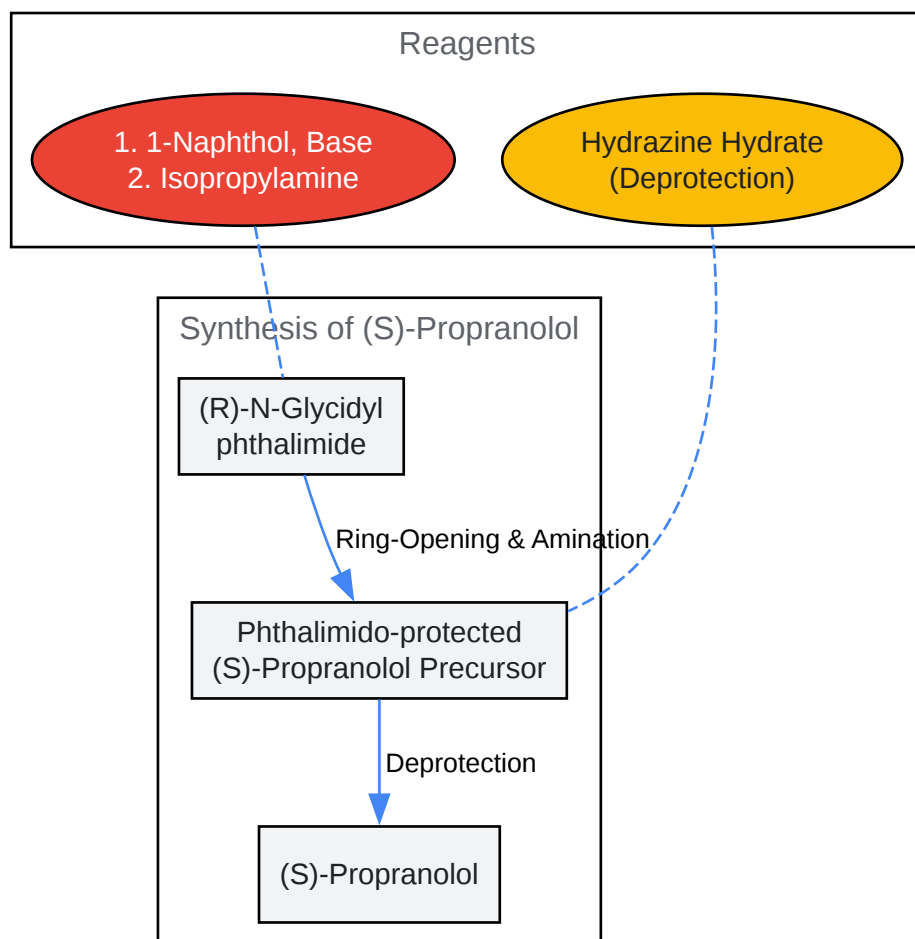 Reagents
1. 1-Naphthol, Base
2. Isopropylamine
Hydrazine Hydrate
(Deprotection)
Synthesis of (S)-Propranolol
(R)-N-Glycidyl
phthalimide
Ring-Opening & Amination
Phthalimido-protected
(S)-Propranolol Precursor
Deprotection
(S)-Propranolol